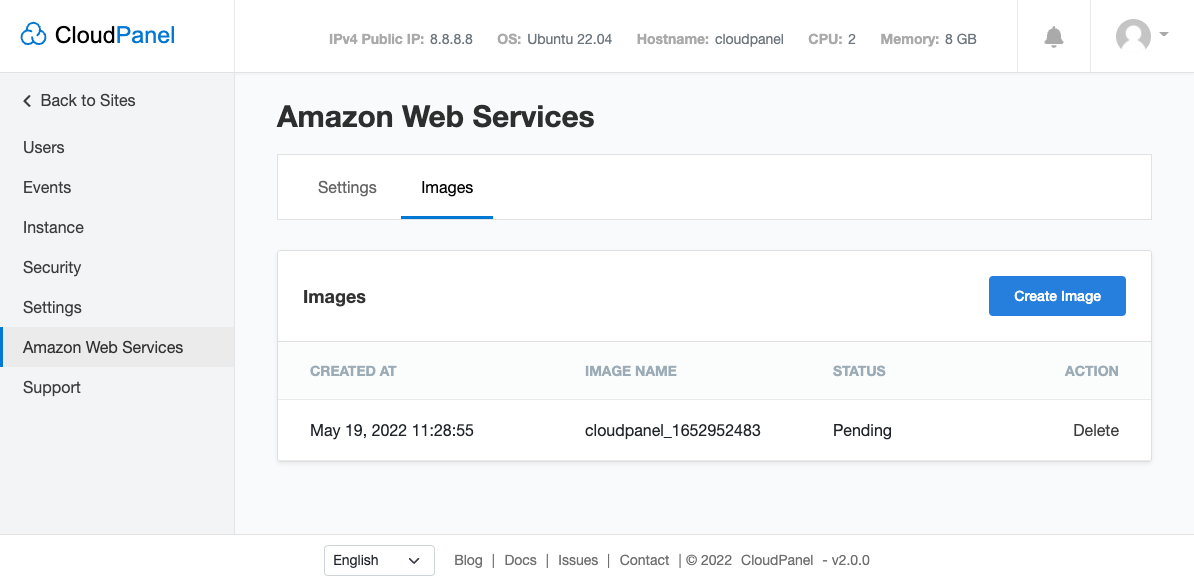 CloudPanel
IPv4 Public IP: 8.8.8.8 OS: Ubuntu 22.04 Hostname: cloudpanel CPU: 2 Memory: 8 GB
Back to Sites
Users
Events
Instance
Security
Settings
Amazon Web Services
Support
Amazon Web Services
Settings Images
Images Create Image
CREATED AT IMAGE NAME STATUS ACTION
May 19, 2022 11:28:55 cloudpanel_1652952483 Pending Delete
English Blog | Docs | Issues | Contact | © 2022 CloudPanel - v2.0.0